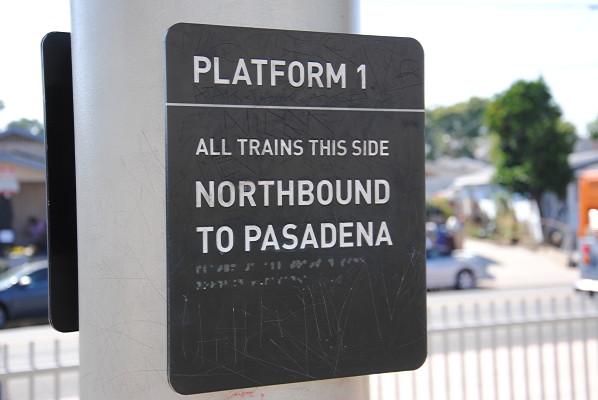 PLATFORM 1
ALL TRAINS THIS SIDE
NORTHBOUND
TO PASADENA